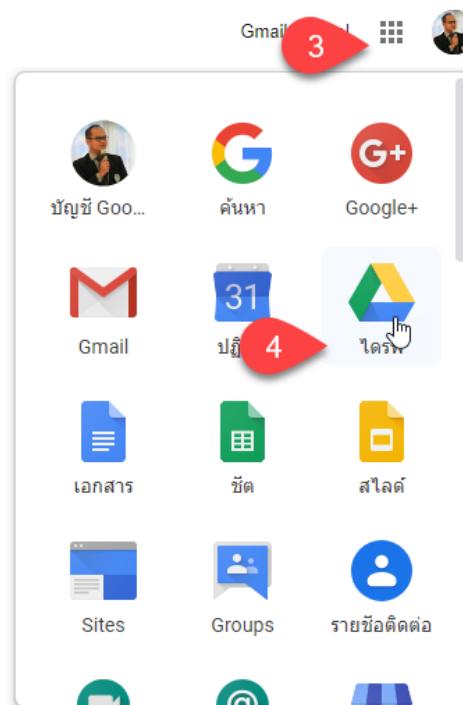 3
บัญชี Goo...
ค้นหา
G+
Google+
31
Gmail
4
ไดรฟ์
เอกสาร
ชีต
สไลด์
Sites
Groups
รายชื่อติดต่อ